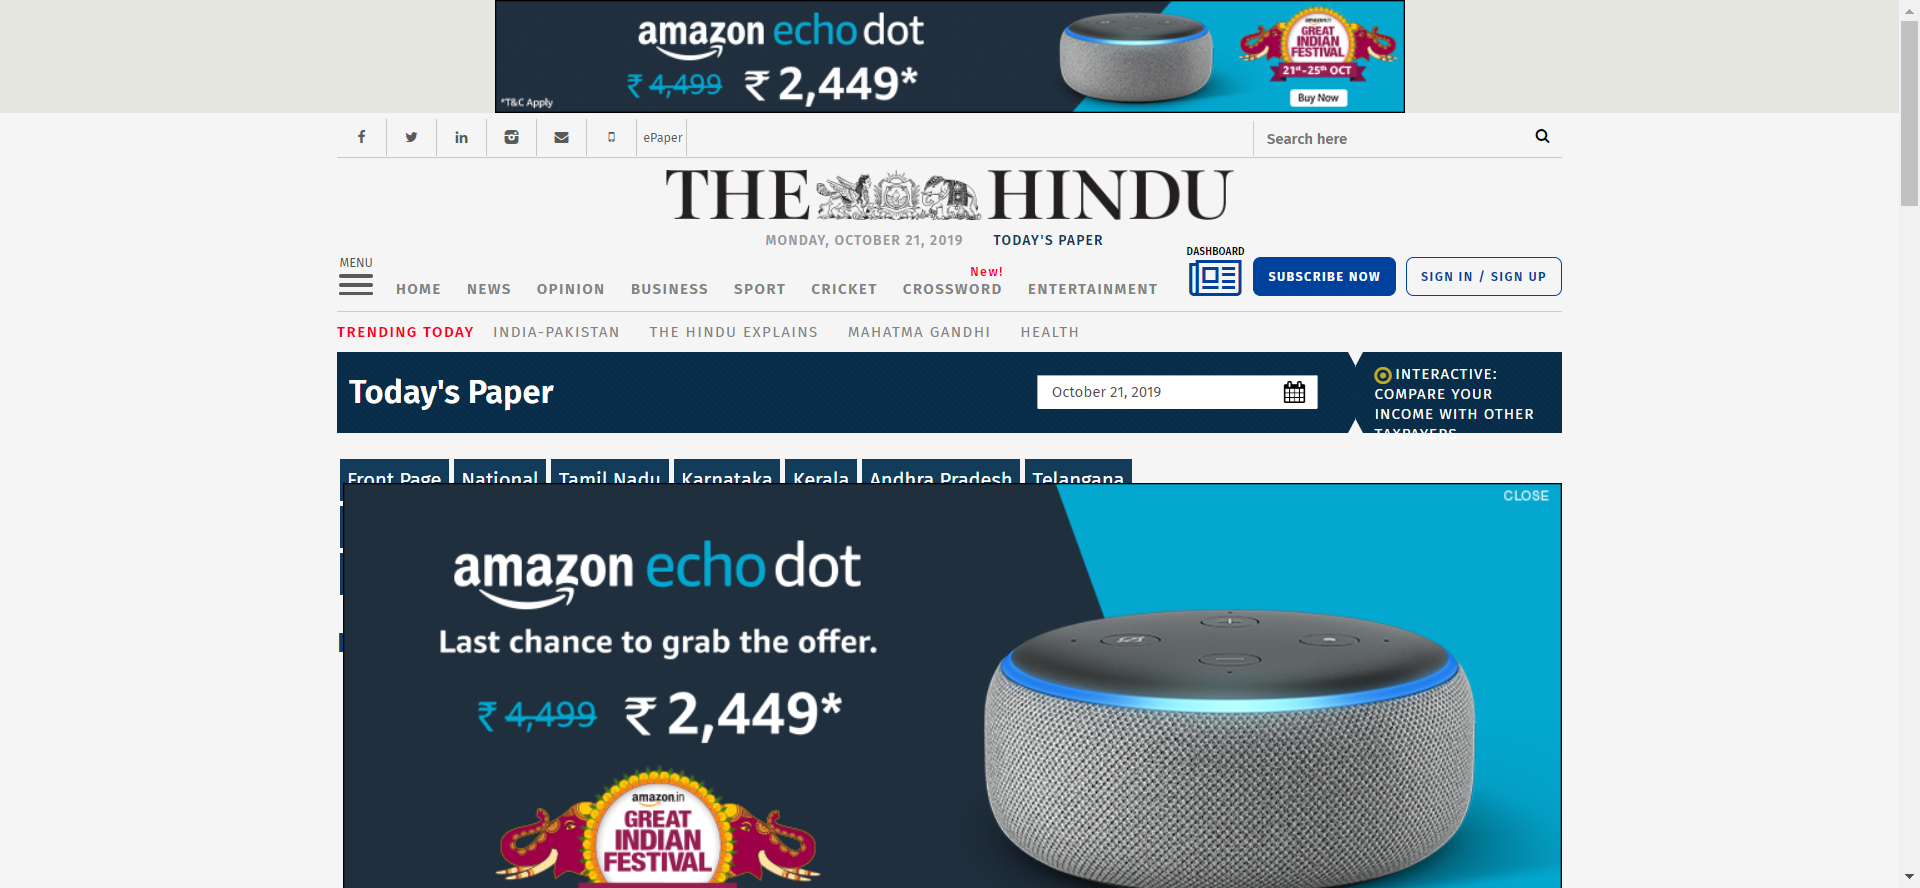 amazon echo dot
₹ 4,499 ₹ 2,449*
*T&C Apply
amazon.in
GREAT
INDIAN
FESTIVAL
21st-25th OCT
Buy Now
ePaper
Search here
THE HINDU
MONDAY, OCTOBER 21, 2019 TODAY'S PAPER
DASHBOARD
MENU
New!
HOME NEWS OPINION BUSINESS SPORT CRICKET CROSSWORD ENTERTAINMENT
SUBSCRIBE NOW
SIGN IN / SIGN UP
TRENDING TODAY INDIA-PAKISTAN THE HINDU EXPLAINS MAHATMA GANDHI HEALTH
Today's Paper
October 21, 2019
INTERACTIVE:
COMPARE YOUR
INCOME WITH OTHER
TAXPAYERS
Front Page National Tamil Nadu Karnataka Kerala Andhra Pradesh Telangana
CLOSE
amazon echo dot
Last chance to grab the offer.
₹ 4,499 ₹ 2,449*
amazon.in
GREAT
INDIAN
FESTIVAL